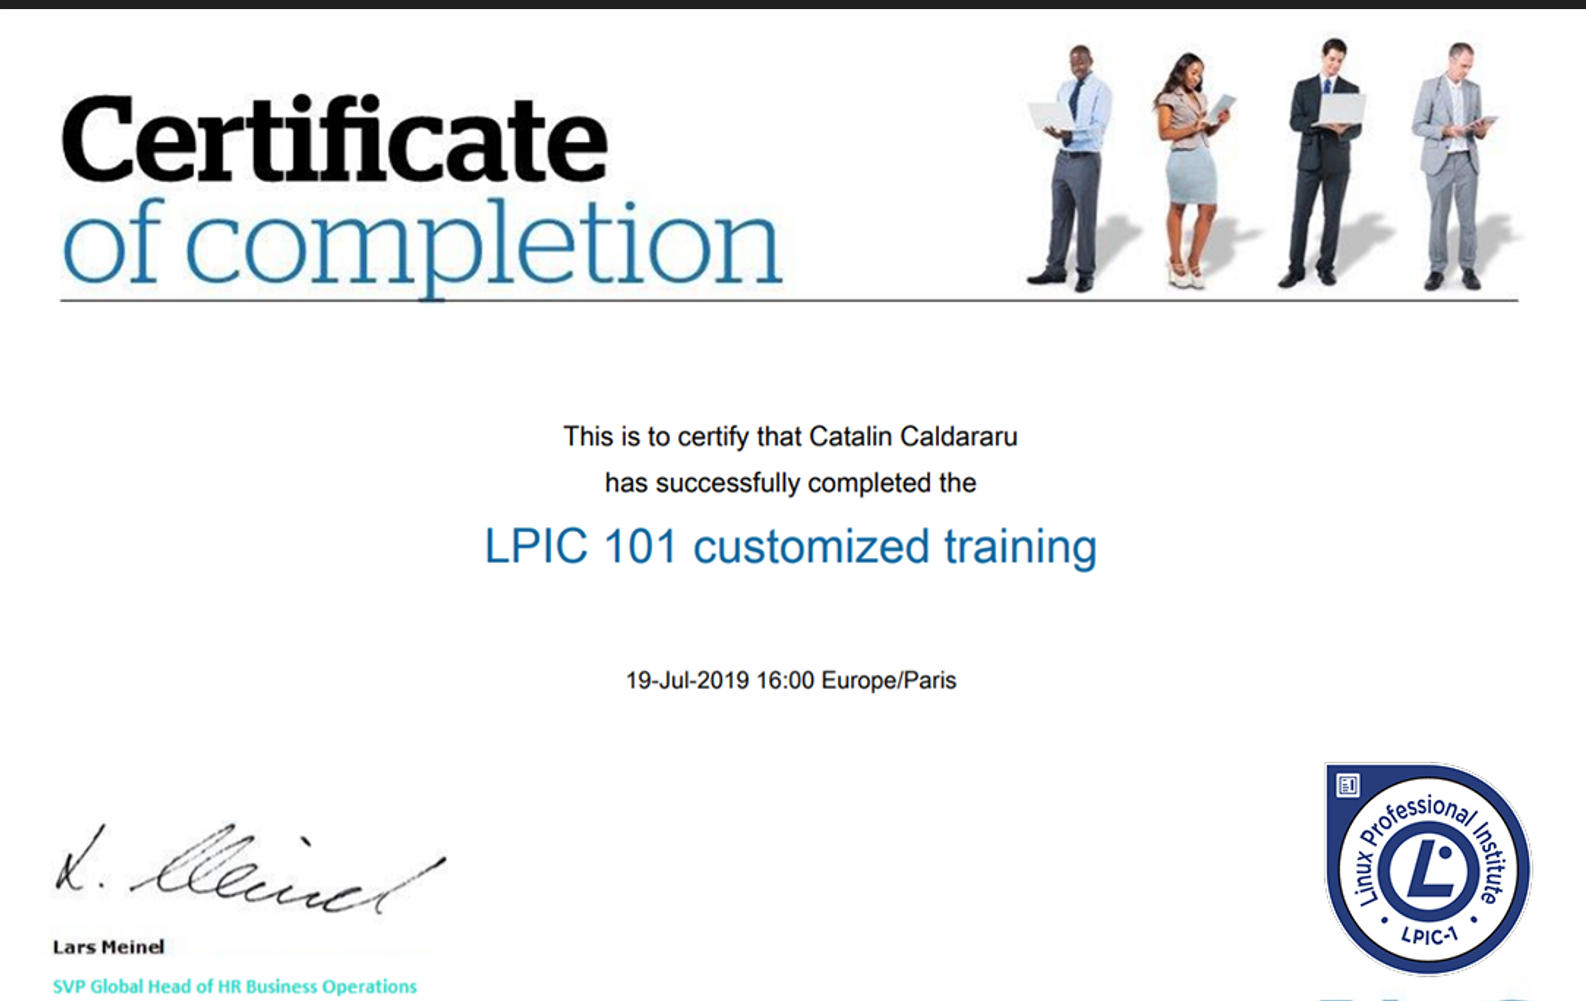 Certificate
of completion
This is to certify that Catalin Caldararu
has successfully completed the
LPIC 101 customized training
19-Jul-2019 16:00 Europe/Paris
L. Meinel
Lars Meinel
SVP Global Head of HR Business Operations
Linux Professional Institute
LPIC-1